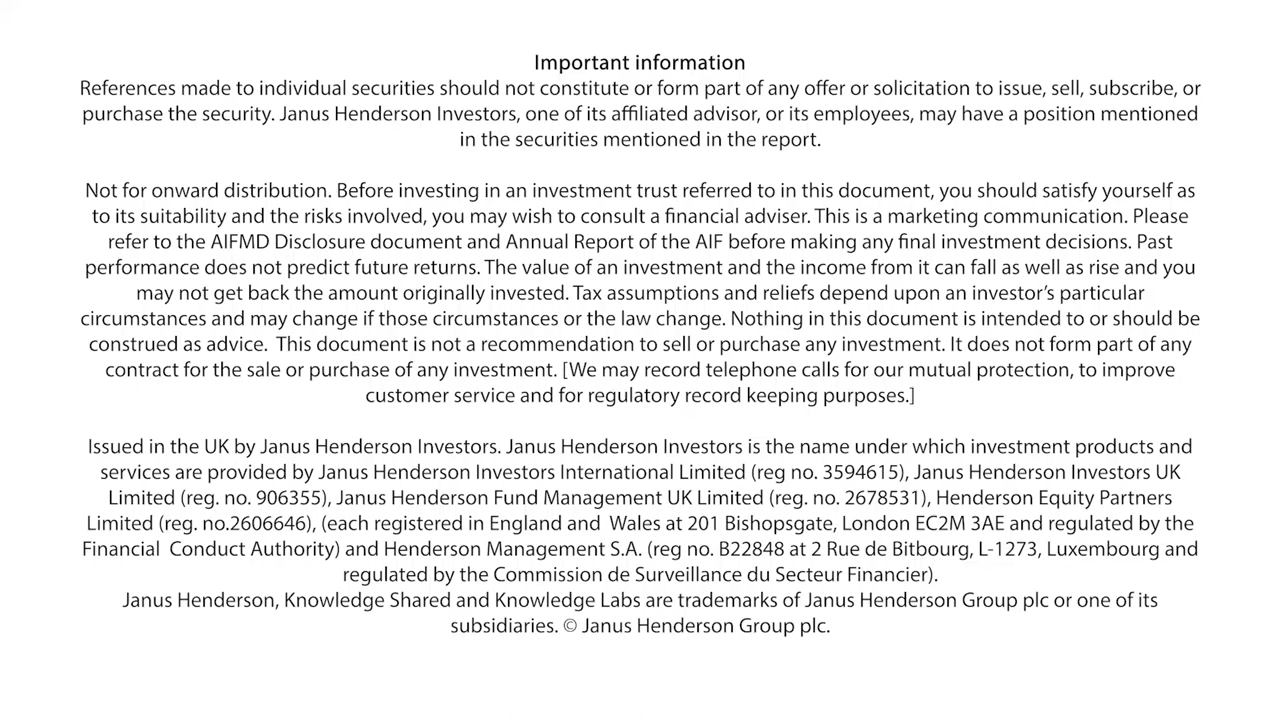 Important information
References made to individual securities should not constitute or form part of any offer or solicitation to issue, sell, subscribe, or
purchase the security. Janus Henderson Investors, one of its affiliated advisor, or its employees, may have a position mentioned
in the securities mentioned in the report.
Not for onward distribution. Before investing in an investment trust referred to in this document, you should satisfy yourself as
to its suitability and the risks involved, you may wish to consult a financial adviser. This is a marketing communication. Please
refer to the AIFMD Disclosure document and Annual Report of the AIF before making any final investment decisions. Past
performance does not predict future returns. The value of an investment and the income from it can fall as well as rise and you
may not get back the amount originally invested. Tax assumptions and reliefs depend upon an investor’s particular
circumstances and may change if those circumstances or the law change. Nothing in this document is intended to or should be
construed as advice. This document is not a recommendation to sell or purchase any investment. It does not form part of any
contract for the sale or purchase of any investment. [We may record telephone calls for our mutual protection, to improve
customer service and for regulatory record keeping purposes.]
Issued in the UK by Janus Henderson Investors. Janus Henderson Investors is the name under which investment products and
services are provided by Janus Henderson Investors International Limited (reg no. 3594615), Janus Henderson Investors UK
Limited (reg. no. 906355), Janus Henderson Fund Management UK Limited (reg. no. 2678531), Henderson Equity Partners
Limited (reg. no.2606646), (each registered in England and Wales at 201 Bishopsgate, London EC2M 3AE and regulated by the
Financial Conduct Authority) and Henderson Management S.A. (reg no. B22848 at 2 Rue de Bitbourg, L-1273, Luxembourg and
regulated by the Commission de Surveillance du Secteur Financier).
Janus Henderson, Knowledge Shared and Knowledge Labs are trademarks of Janus Henderson Group plc or one of its
subsidiaries. © Janus Henderson Group plc.